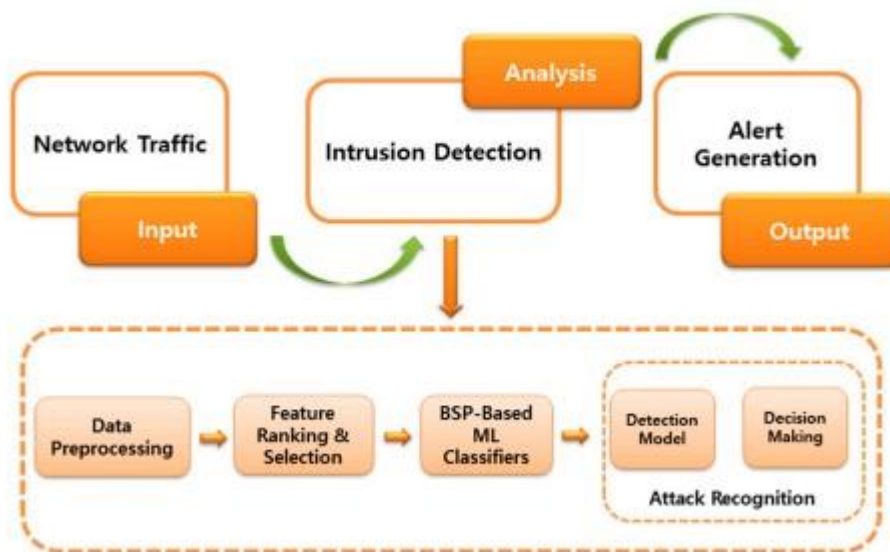 Network Traffic
Input
Analysis
Intrusion Detection
Alert
Generation
Output
Data
Preprocessing
Feature
Ranking &
Selection
BSP-Based
ML
Classifiers
Detection
Model
Decision
Making
Attack Recognition